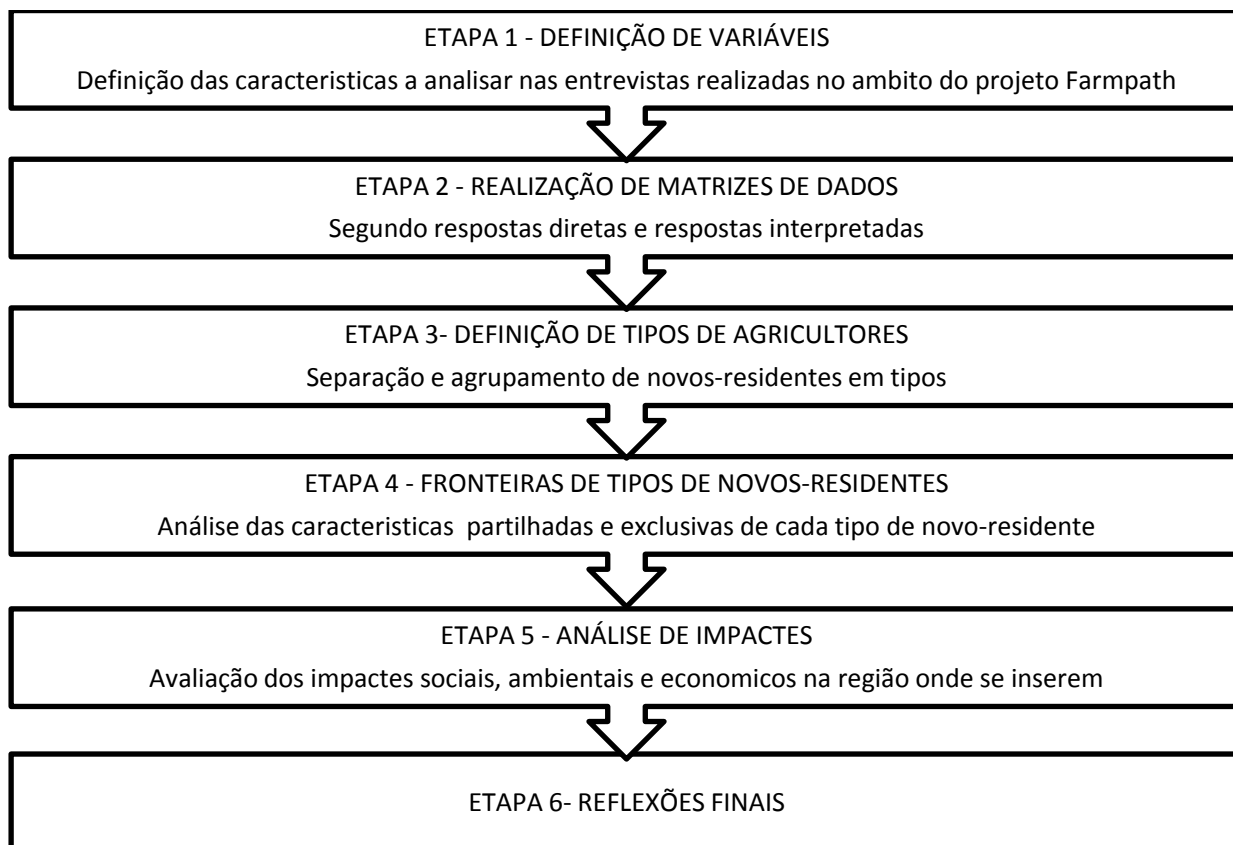 ETAPA 1 - DEFINIÇÃO DE VARIÁVEIS
Definição das caracteristicas a analisar nas entrevistas realizadas no ambito do projeto Farmpath
ETAPA 2 - REALIZAÇÃO DE MATRIZES DE DADOS
Segundo respostas diretas e respostas interpretadas
ETAPA 3- DEFINIÇÃO DE TIPOS DE AGRICULTORES
Separação e agrupamento de novos-residentes em tipos
ETAPA 4 - FRONTEIRAS DE TIPOS DE NOVOS-RESIDENTES
Análise das caracteristicas partilhadas e exclusivas de cada tipo de novo-residente
ETAPA 5 - ANÁLISE DE IMPACTES
Avaliação dos impactes sociais, ambientais e economicos na região onde se inserem
ETAPA 6- REFLEXÕES FINAIS